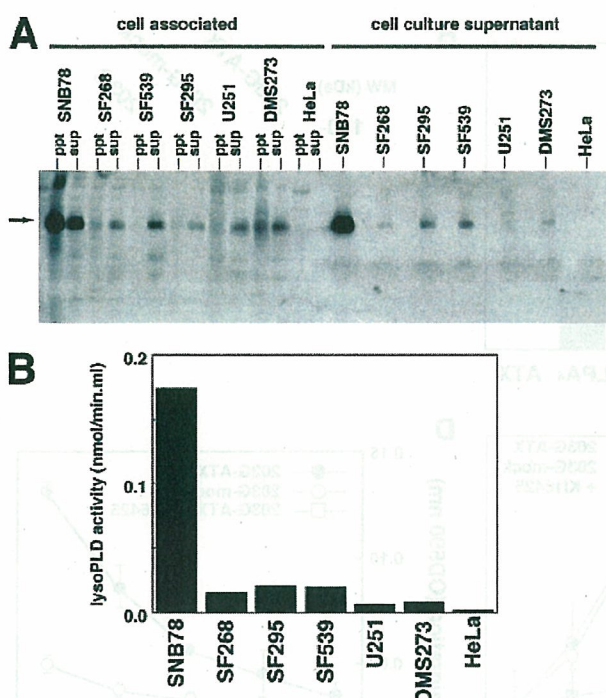 A
cell associated
cell culture supernatant
SNB78
SF268
SF539
SF295
U251
DMS273
HeLa
ppt
sup
ppt
sup
ppt
sup
ppt
sup
ppt
sup
ppt
sup
ppt
sup
SNB78
SF268
SF295
SF539
U251
DMS273
HeLa
B
lysoPLD activity (nmol/min.ml)
0.2
0.1
0.0
SNB78
SF268
SF295
SF539
U251
DMS273
HeLa